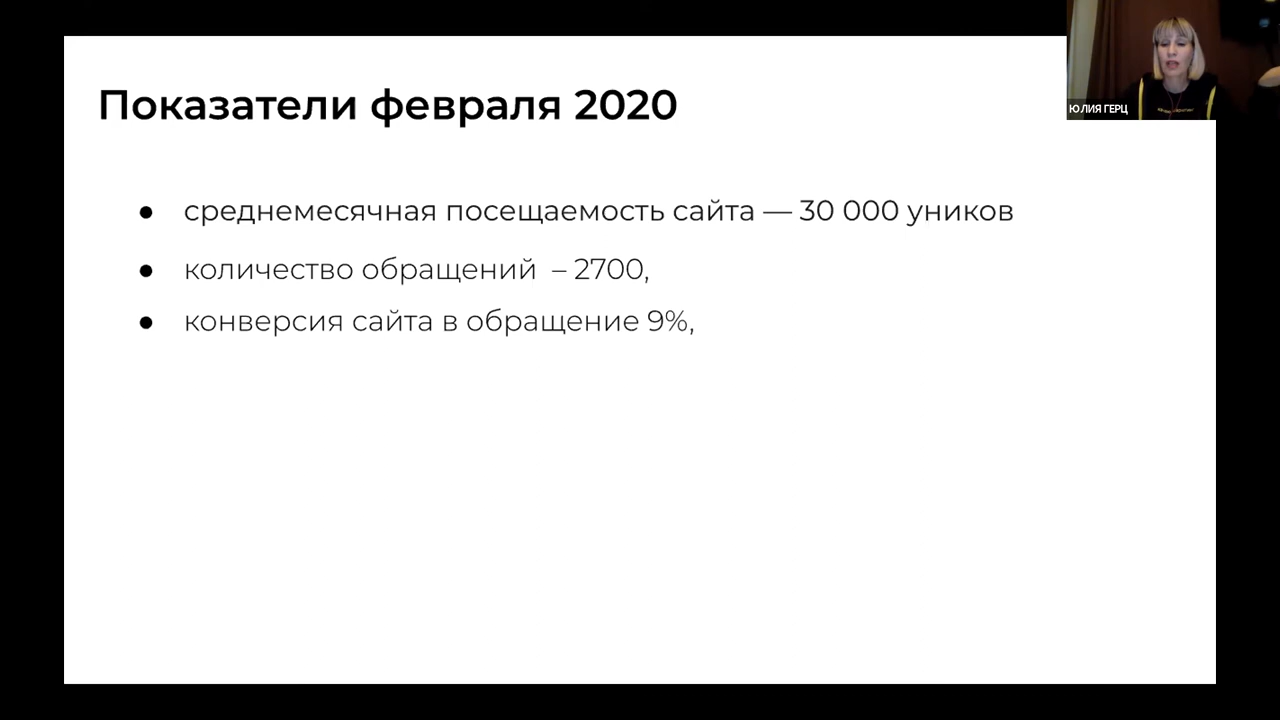 Показатели февраля 2020
ЮЛИЯ ГЕРЦ
● среднемесячная посещаемость сайта — 30 000 уников
● количество обращений – 2700,
● конверсия сайта в обращение 9%,